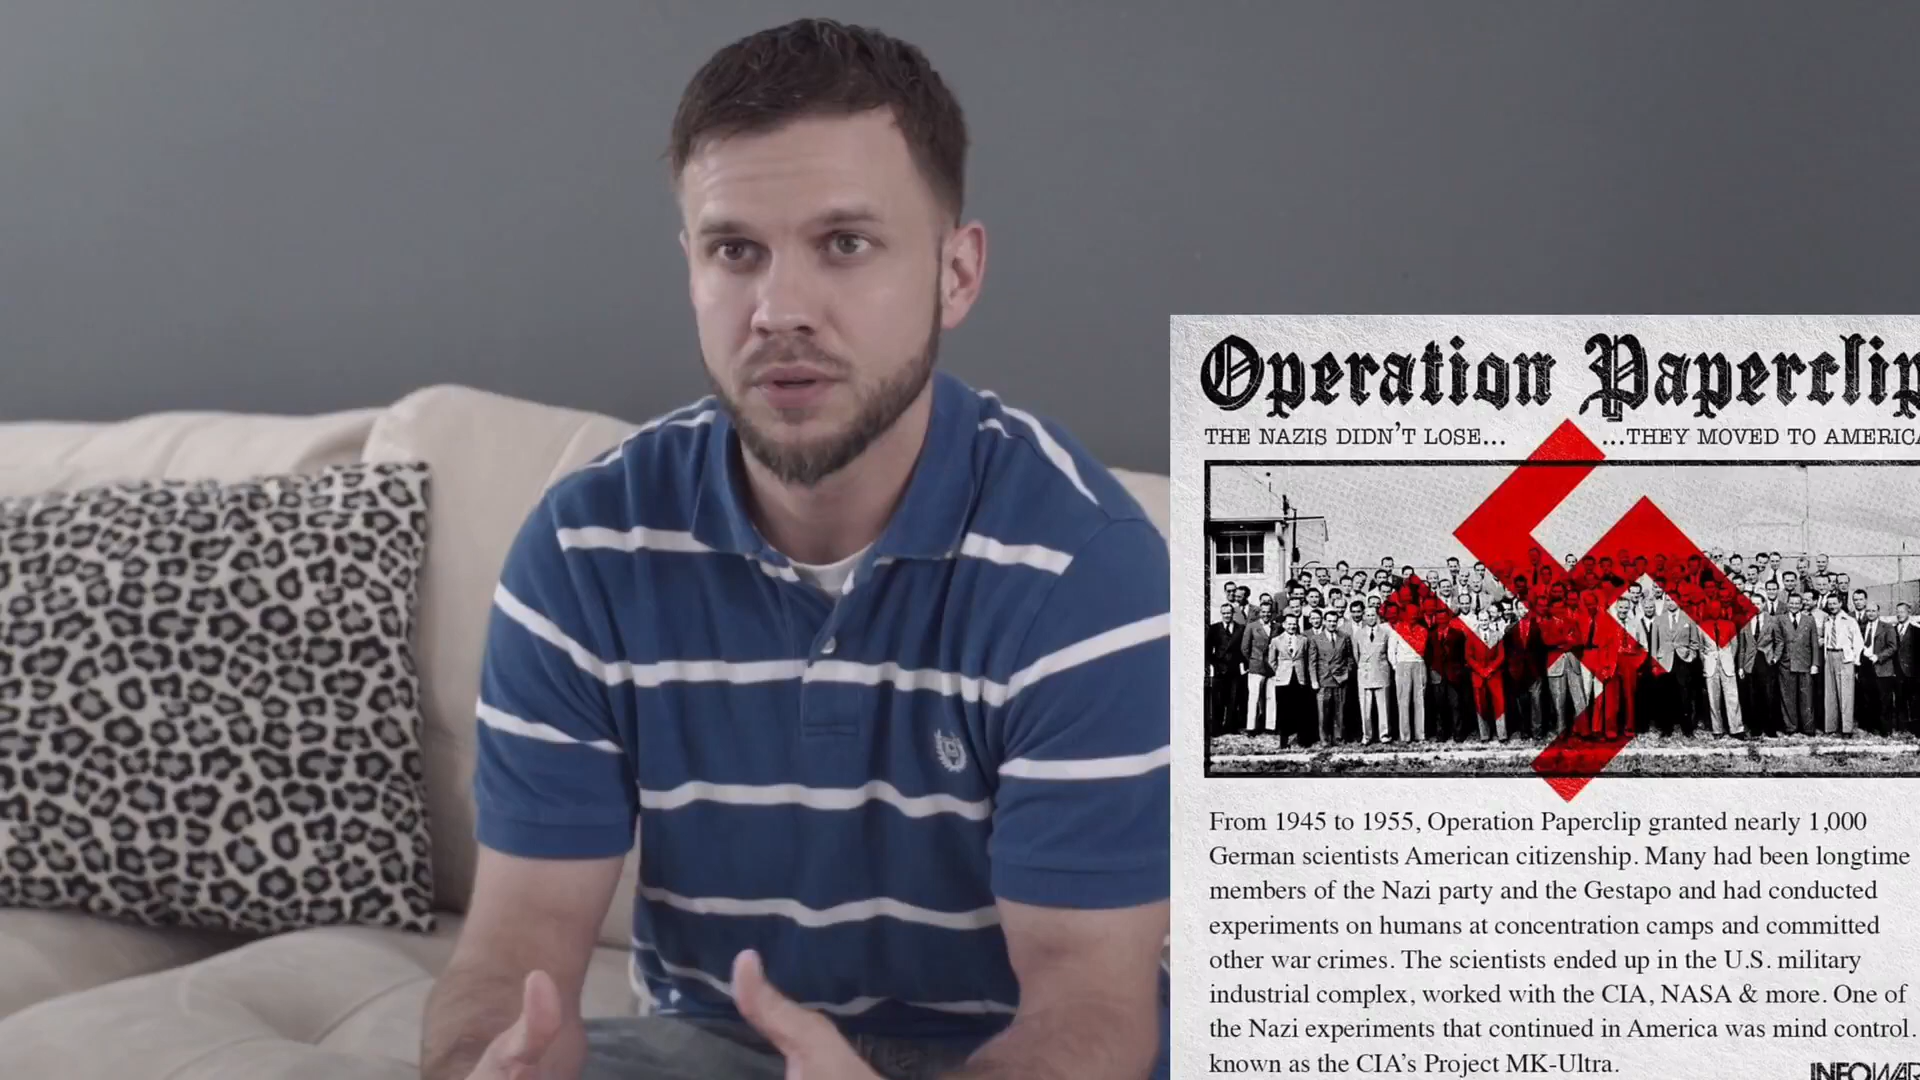 Operation Paperclip
THE NAZIS DIDN'T LOSE... ...THEY MOVED TO AMERICA
From 1945 to 1955, Operation Paperclip granted nearly 1,000
German scientists American citizenship. Many had been longtime
members of the Nazi party and the Gestapo and had conducted
experiments on humans at concentration camps and committed
other war crimes. The scientists ended up in the U.S. military
industrial complex, worked with the CIA, NASA & more. One of
the Nazi experiments that continued in America was mind control.
known as the CIA's Project MK-Ultra.
INFOWAR